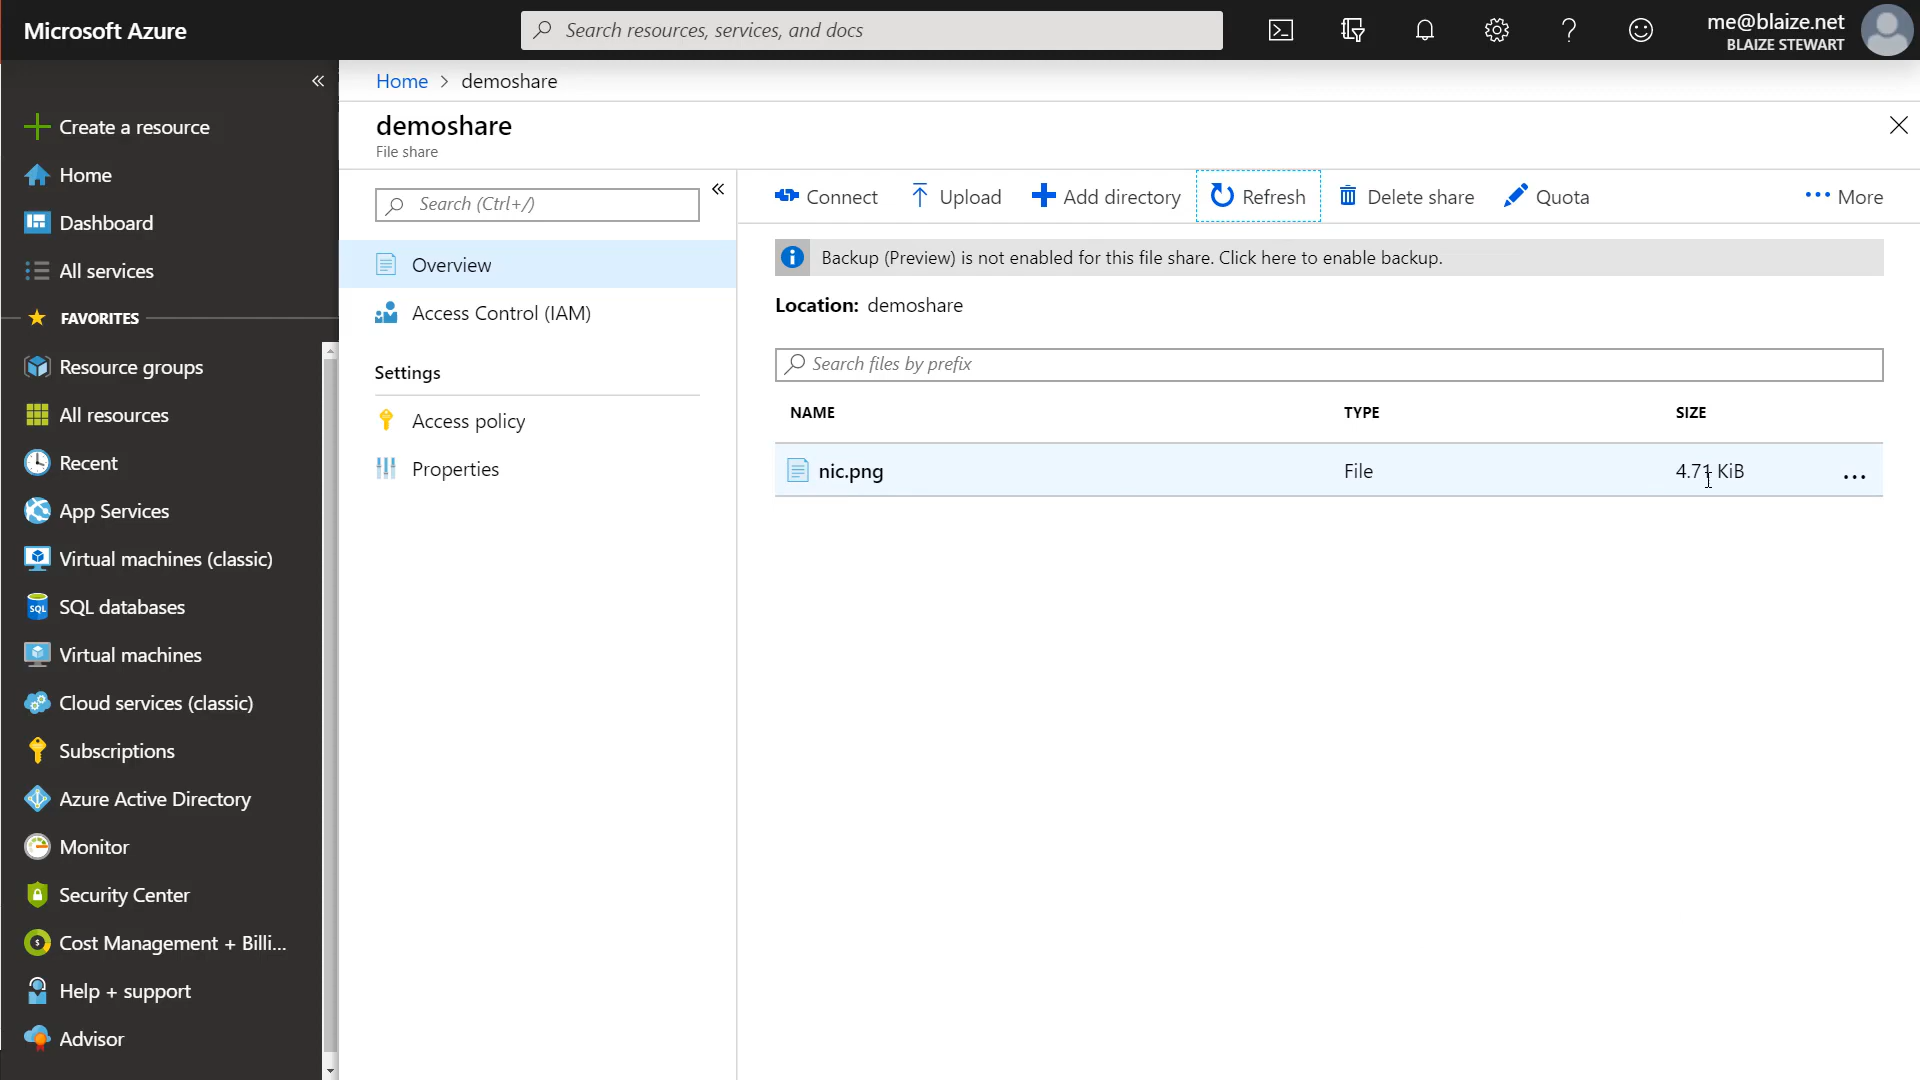 Microsoft Azure
Search resources, services, and docs
me@blaize.net
BLAIZE STEWART
Create a resource
Home
Dashboard
All services
FAVORITES
Resource groups
All resources
Recent
App Services
Virtual machines (classic)
SQL databases
Virtual machines
Cloud services (classic)
Subscriptions
Azure Active Directory
Monitor
Security Center
Cost Management + Billi...
Help + support
Advisor
Home > demoshare
demoshare
File share
Search (Ctrl+/)
Overview
Access Control (IAM)
Settings
Access policy
Properties
Connect Upload Add directory Refresh Delete share Quota More
Backup (Preview) is not enabled for this file share. Click here to enable backup.
Location: demoshare
Search files by prefix
NAME TYPE SIZE
nic.png File 4.71 KiB ...